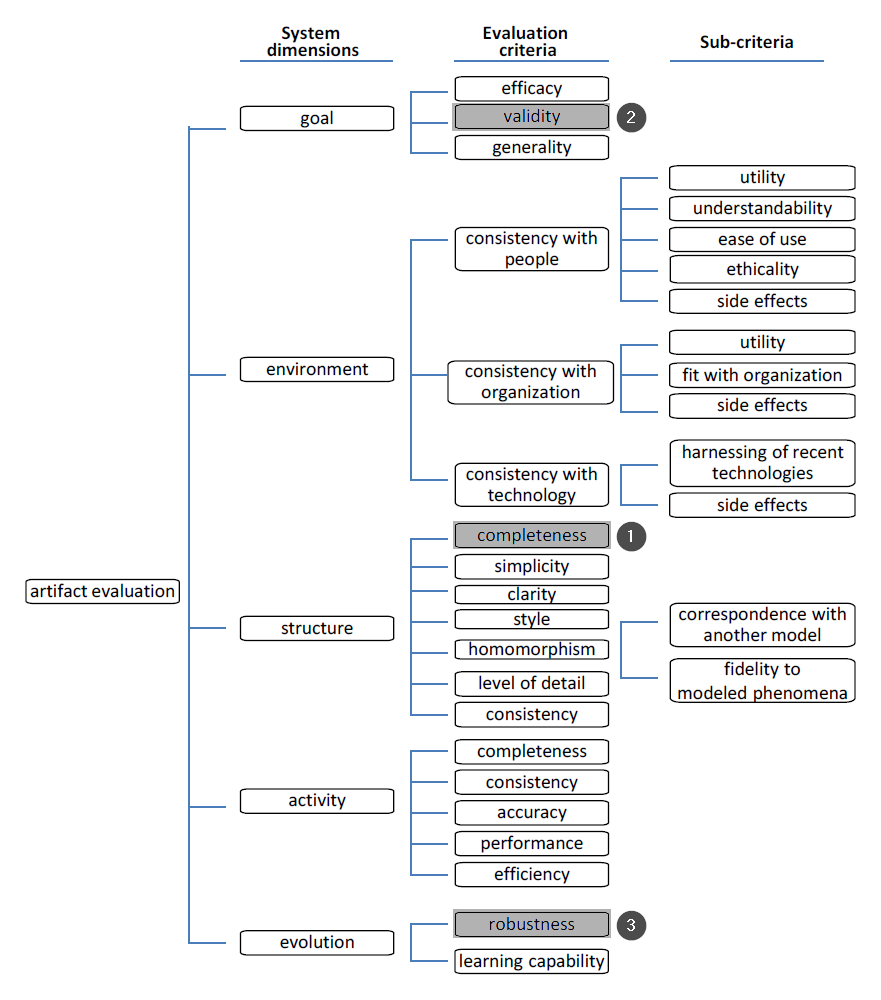 System
dimensions
Evaluation
criteria
Sub-criteria
artifact evaluation
goal
efficacy
validity
2
generality
environment
consistency with
people
utility
understandability
ease of use
ethicality
side effects
consistency with
organization
utility
fit with organization
side effects
consistency with
technology
harnessing of recent
technologies
side effects
structure
completeness
1
simplicity
clarity
style
homomorphism
correspondence with
another model
fidelity to
modeled phenomena
level of detail
consistency
activity
completeness
consistency
accuracy
performance
efficiency
evolution
robustness
3
learning capability